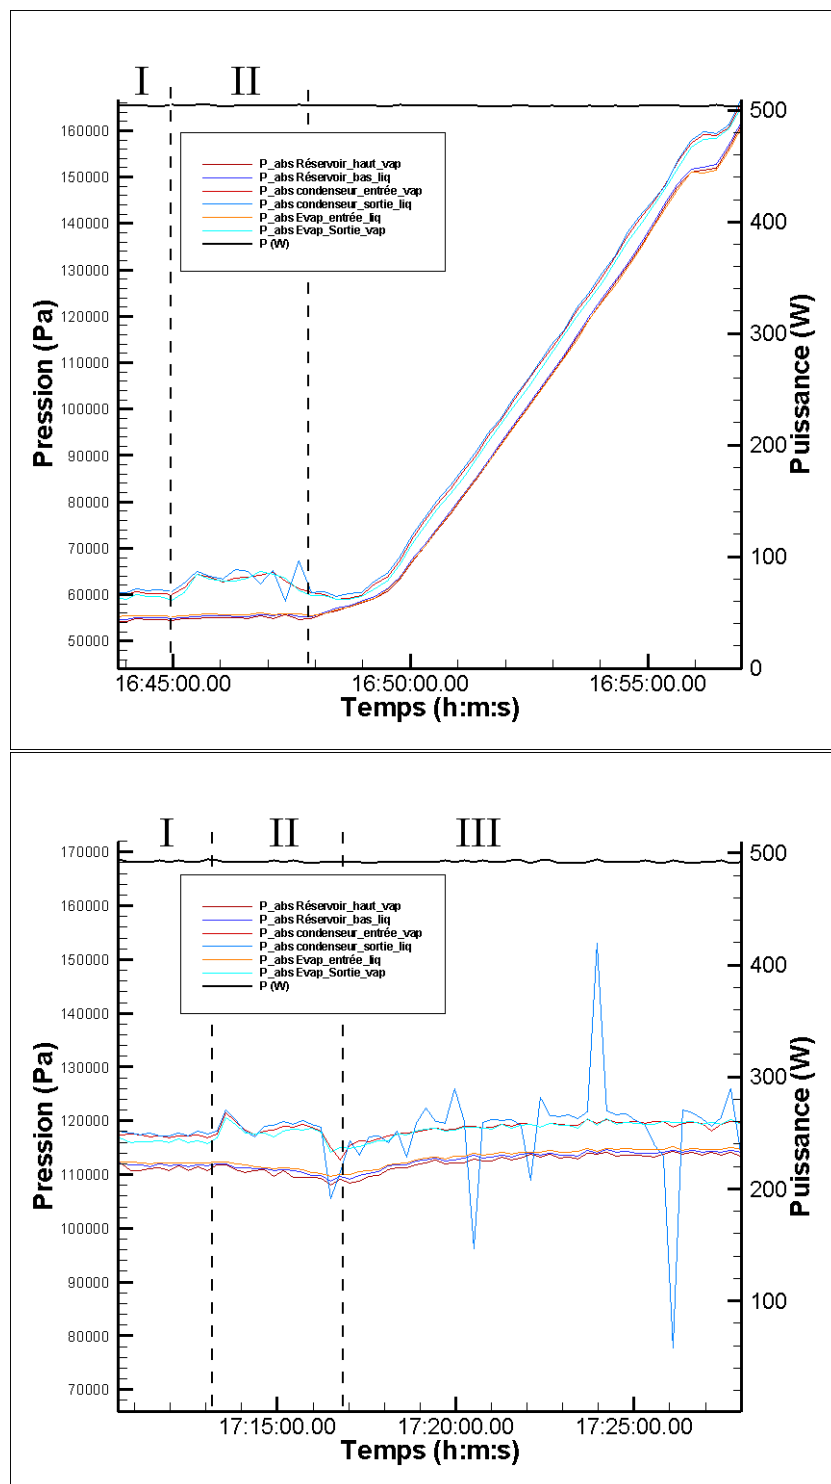 I II
160000
150000
140000
130000
120000
110000
100000
90000
80000
70000
60000
50000
Pression (Pa)
P_abs Réservoir_haut_vap
P_abs Réservoir_bas_liq
P_abs condenseur_entrée_vap
P_abs condenseur_sortie_liq
P_abs Evap_entrée_liq
P_abs Evap_Sortie_vap
P (W)
500
400
300
200
100
0
Puissance (W)
16:45:00.00 16:50:00.00 16:55:00.00
Temps (h:m:s)
I II III
170000
160000
150000
140000
130000
120000
110000
100000
90000
80000
70000
Pression (Pa)
P_abs Réservoir_haut_vap
P_abs Réservoir_bas_liq
P_abs condenseur_entrée_vap
P_abs condenseur_sortie_liq
P_abs Evap_entrée_liq
P_abs Evap_Sortie_vap
P (W)
500
400
300
200
100
Puissance (W)
17:15:00.00 17:20:00.00 17:25:00.00
Temps (h:m:s)